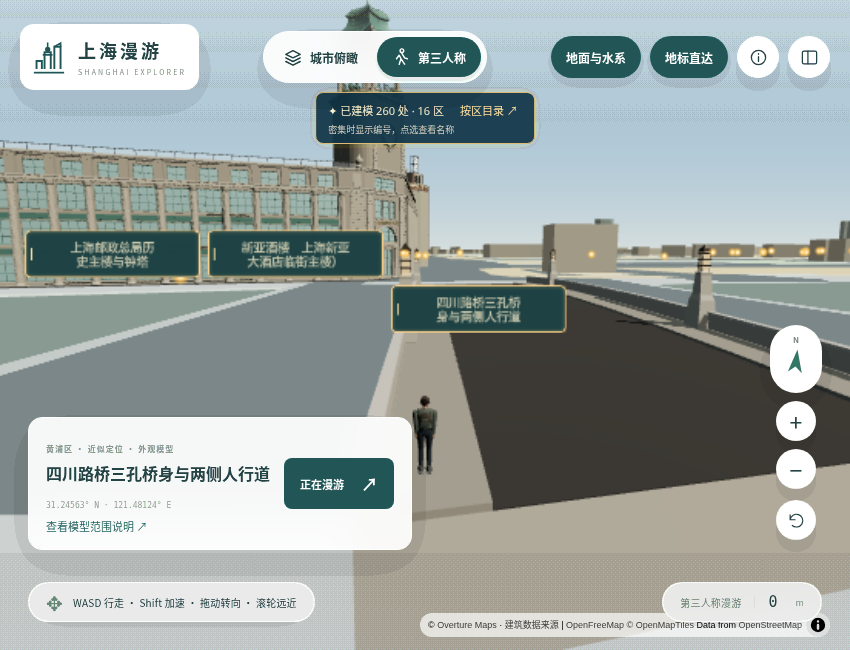 上海漫游
SHANGHAI EXPLORER
城市俯瞰
第三人称
地面与水系
地标直达
✦ 已建模 260 处 · 16 区 按区目录 ↗
密集时显示编号，点选查看名称
上海邮政总局历
史主楼与钟塔
新亚酒楼 上海新亚
大酒店临街主楼）
四川路桥三孔桥
身与两侧人行道
N
黄浦区 · 近似定位 · 外观模型
四川路桥三孔桥身与两侧人行道
正在漫游 ↗
31.24563° N · 121.48124° E
查看模型范围说明 ↗
+
−
WASD 行走 · Shift 加速 · 拖动转向 · 滚轮远近
第三人称漫游 0 m
© Overture Maps · 建筑数据来源 | OpenFreeMap © OpenMapTiles Data from OpenStreetMap